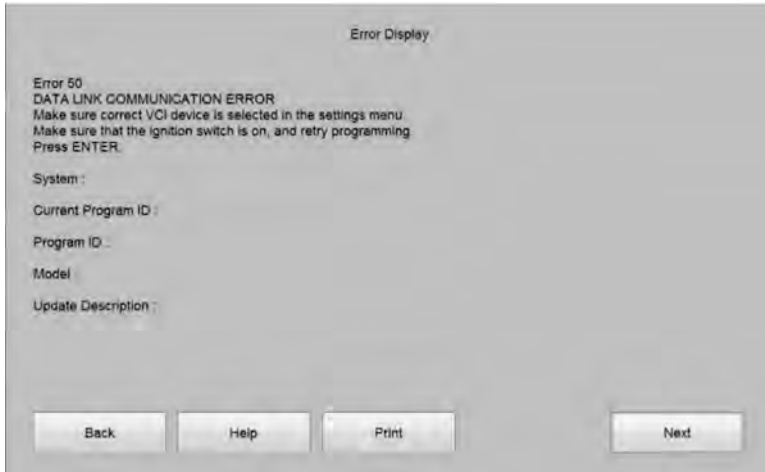 Error Display
Error 50
DATA LINK COMMUNICATION ERROR
Make sure correct VCI device is selected in the settings menu.
Make sure that the ignition switch is on, and retry programming
Press ENTER.
System :
Current Program ID :
Program ID :
Model :
Update Description :
Back
Help
Print
Next